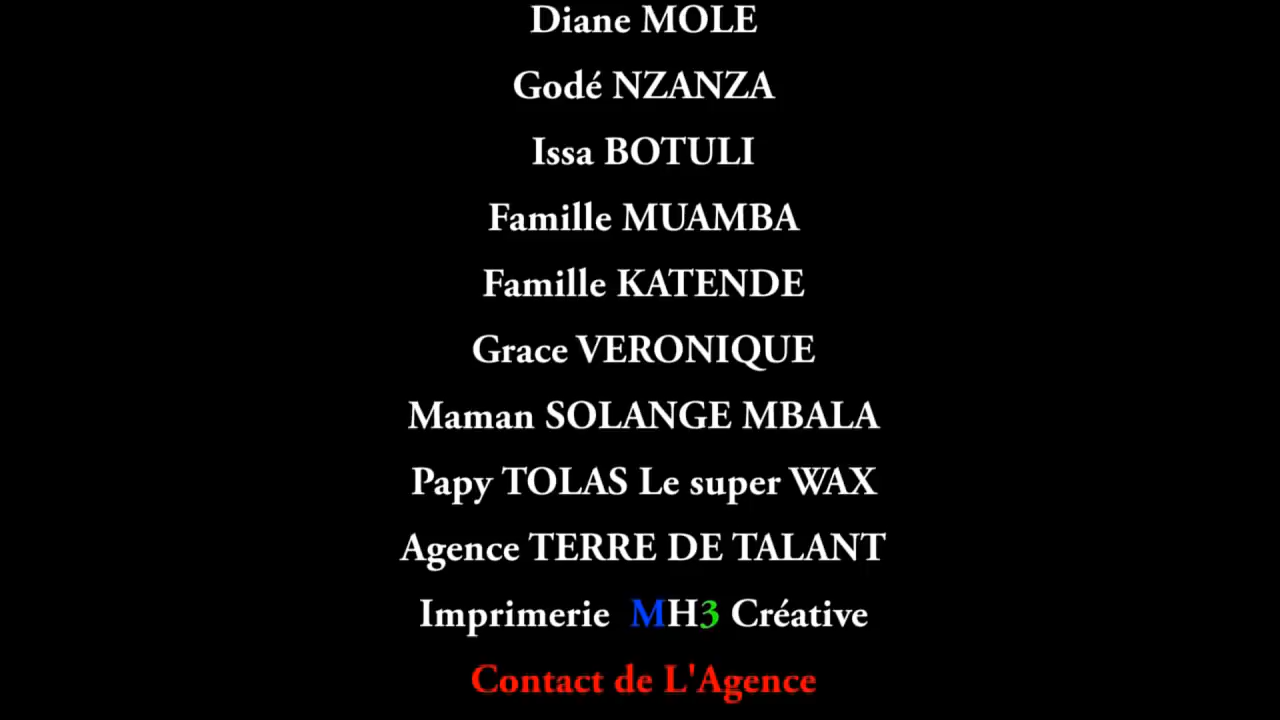 Diane MOLE
Godé NZANZA
Issa BOTULI
Famille MUAMBA
Famille KATENDE
Grace VERONIQUE
Maman SOLANGE MBALA
Papy TOLAS Le super WAX
Agence TERRE DE TALANT
Imprimerie MH3 Créative
Contact de L'Agence